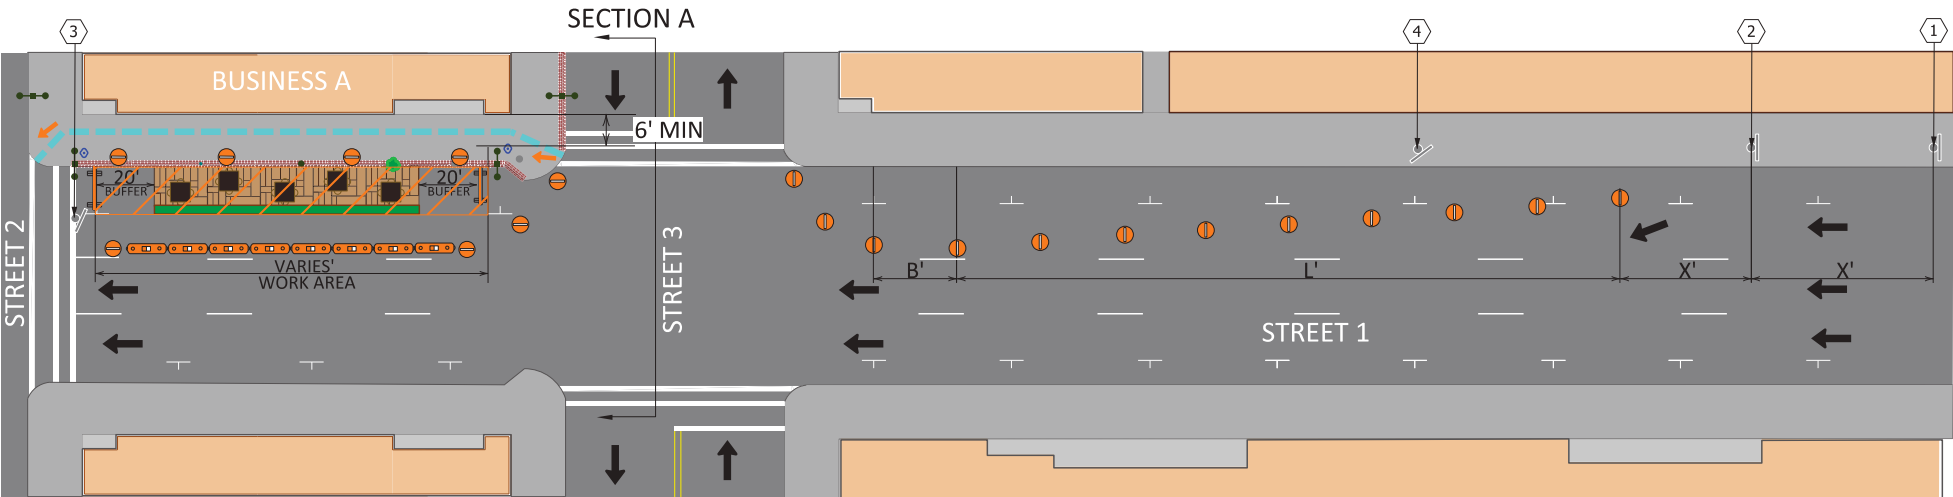 SECTION A
3
4
2
1
BUSINESS A
6' MIN
20'
BUFFER
20'
BUFFER
STREET 2
VARIES'
WORK AREA
STREET 3
B'
L'
X'
X'
STREET 1